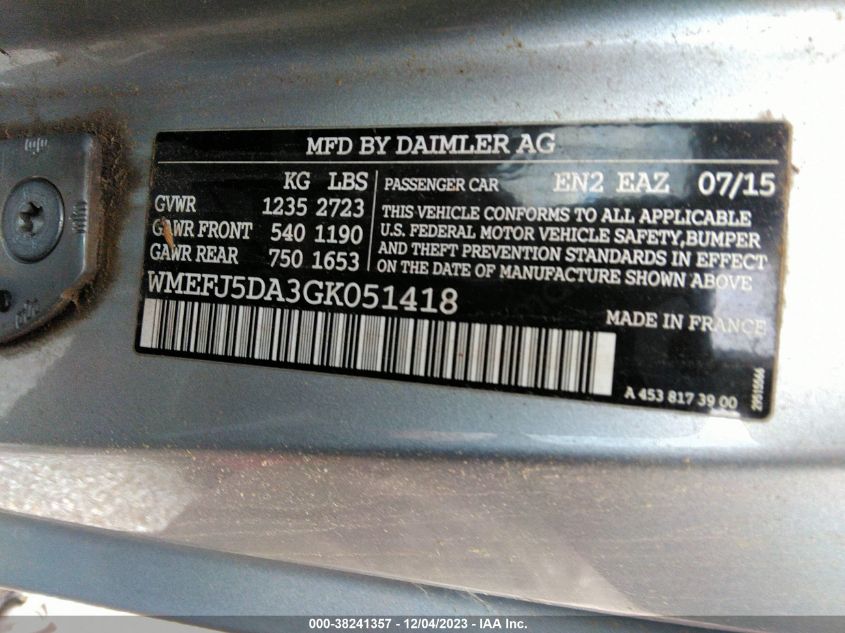 MFD BY DAIMLER AG
KG LBS
GVWR 1235 2723
GAWR FRONT 540 1190
GAWR REAR 750 1653
PASSENGER CAR EN2 EAZ 07/15
THIS VEHICLE CONFORMS TO ALL APPLICABLE
U.S. FEDERAL MOTOR VEHICLE SAFETY,BUMPER
AND THEFT PREVENTION STANDARDS IN EFFECT
ON THE DATE OF MANUFACTURE SHOWN ABOVE
WMEFJ5DA3GK051418
MADE IN FRANCE
A 453 817 39 00
29515066
000-38241357 - 12/04/2023 - IAA Inc.